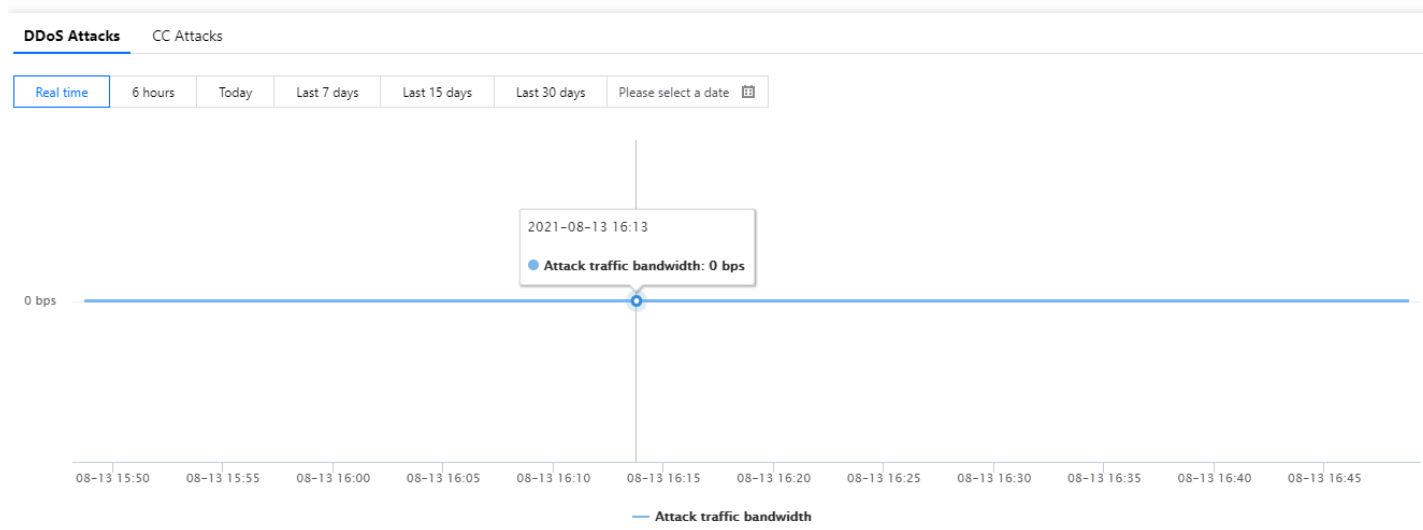 DDoS Attacks CC Attacks
Real time 6 hours Today Last 7 days Last 15 days Last 30 days Please select a date
2021-08-13 16:13
Attack traffic bandwidth: 0 bps
0 bps
08-13 15:50 08-13 15:55 08-13 16:00 08-13 16:05 08-13 16:10 08-13 16:15 08-13 16:20 08-13 16:25 08-13 16:30 08-13 16:35 08-13 16:40 08-13 16:45
Attack traffic bandwidth